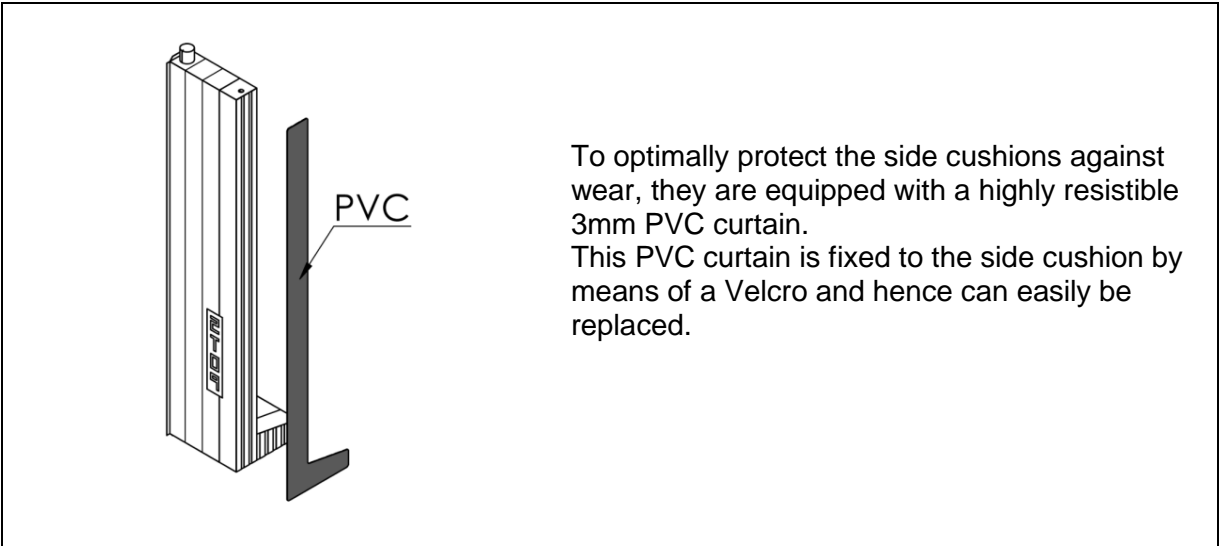 PVC
To optimally protect the side cushions against
wear, they are equipped with a highly resistible
3mm PVC curtain.
This PVC curtain is fixed to the side cushion by
means of a Velcro and hence can easily be
replaced.